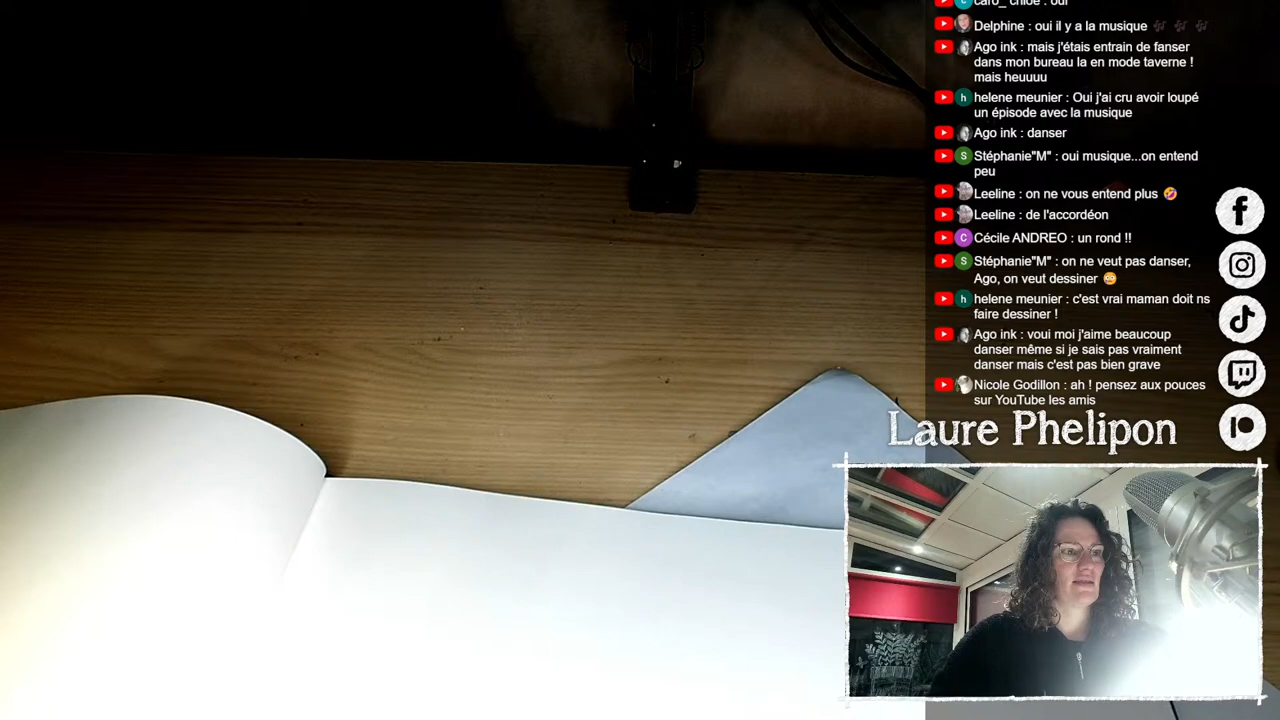 caro_ chloé : oui
Delphine : oui il y a la musique 🎶 🎶 🎶
Ago ink : mais j'étais entrain de fanser
dans mon bureau la en mode taverne !
mais heuuuu
h helene meunier : Oui j'ai cru avoir loupé
un épisode avec la musique
Ago ink : danser
S Stéphanie"M" : oui musique...on entend
peu
Leeline : on ne vous entend plus 🤣
Leeline : de l'accordéon
C Cécile ANDREO : un rond !!
S Stéphanie"M" : on ne veut pas danser,
Ago, on veut dessiner 😳
h helene meunier : c'est vrai maman doit ns
faire dessiner !
Ago ink : voui moi j'aime beaucoup
danser même si je sais pas vraiment
danser mais c'est pas bien grave
Nicole Godillon : ah ! pensez aux pouces
sur YouTube les amis
Laure Phelipon